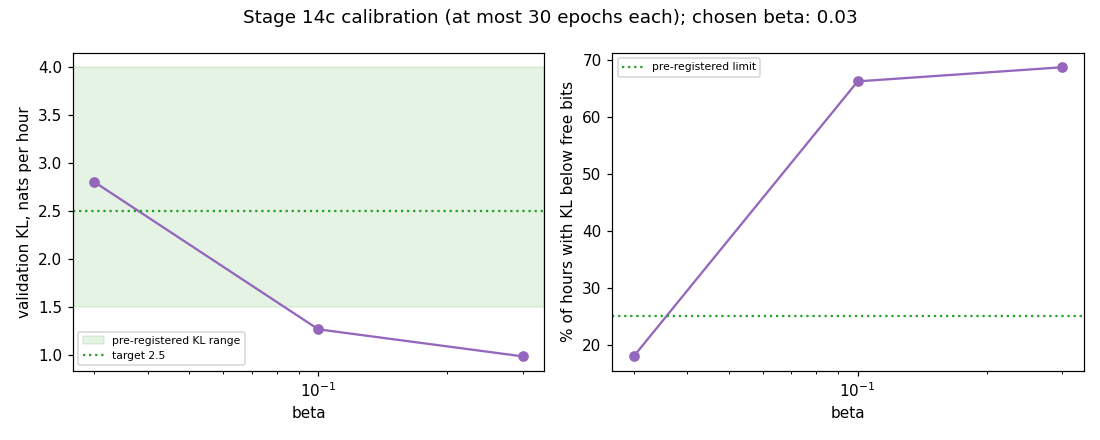 Stage 14c calibration (at most 30 epochs each); chosen beta: 0.03
validation KL, nats per hour
4.0
3.5
3.0
2.5
2.0
1.5
1.0
pre-registered KL range
target 2.5
10⁻¹
beta
% of hours with KL below free bits
70
60
50
40
30
20
pre-registered limit
10⁻¹
beta